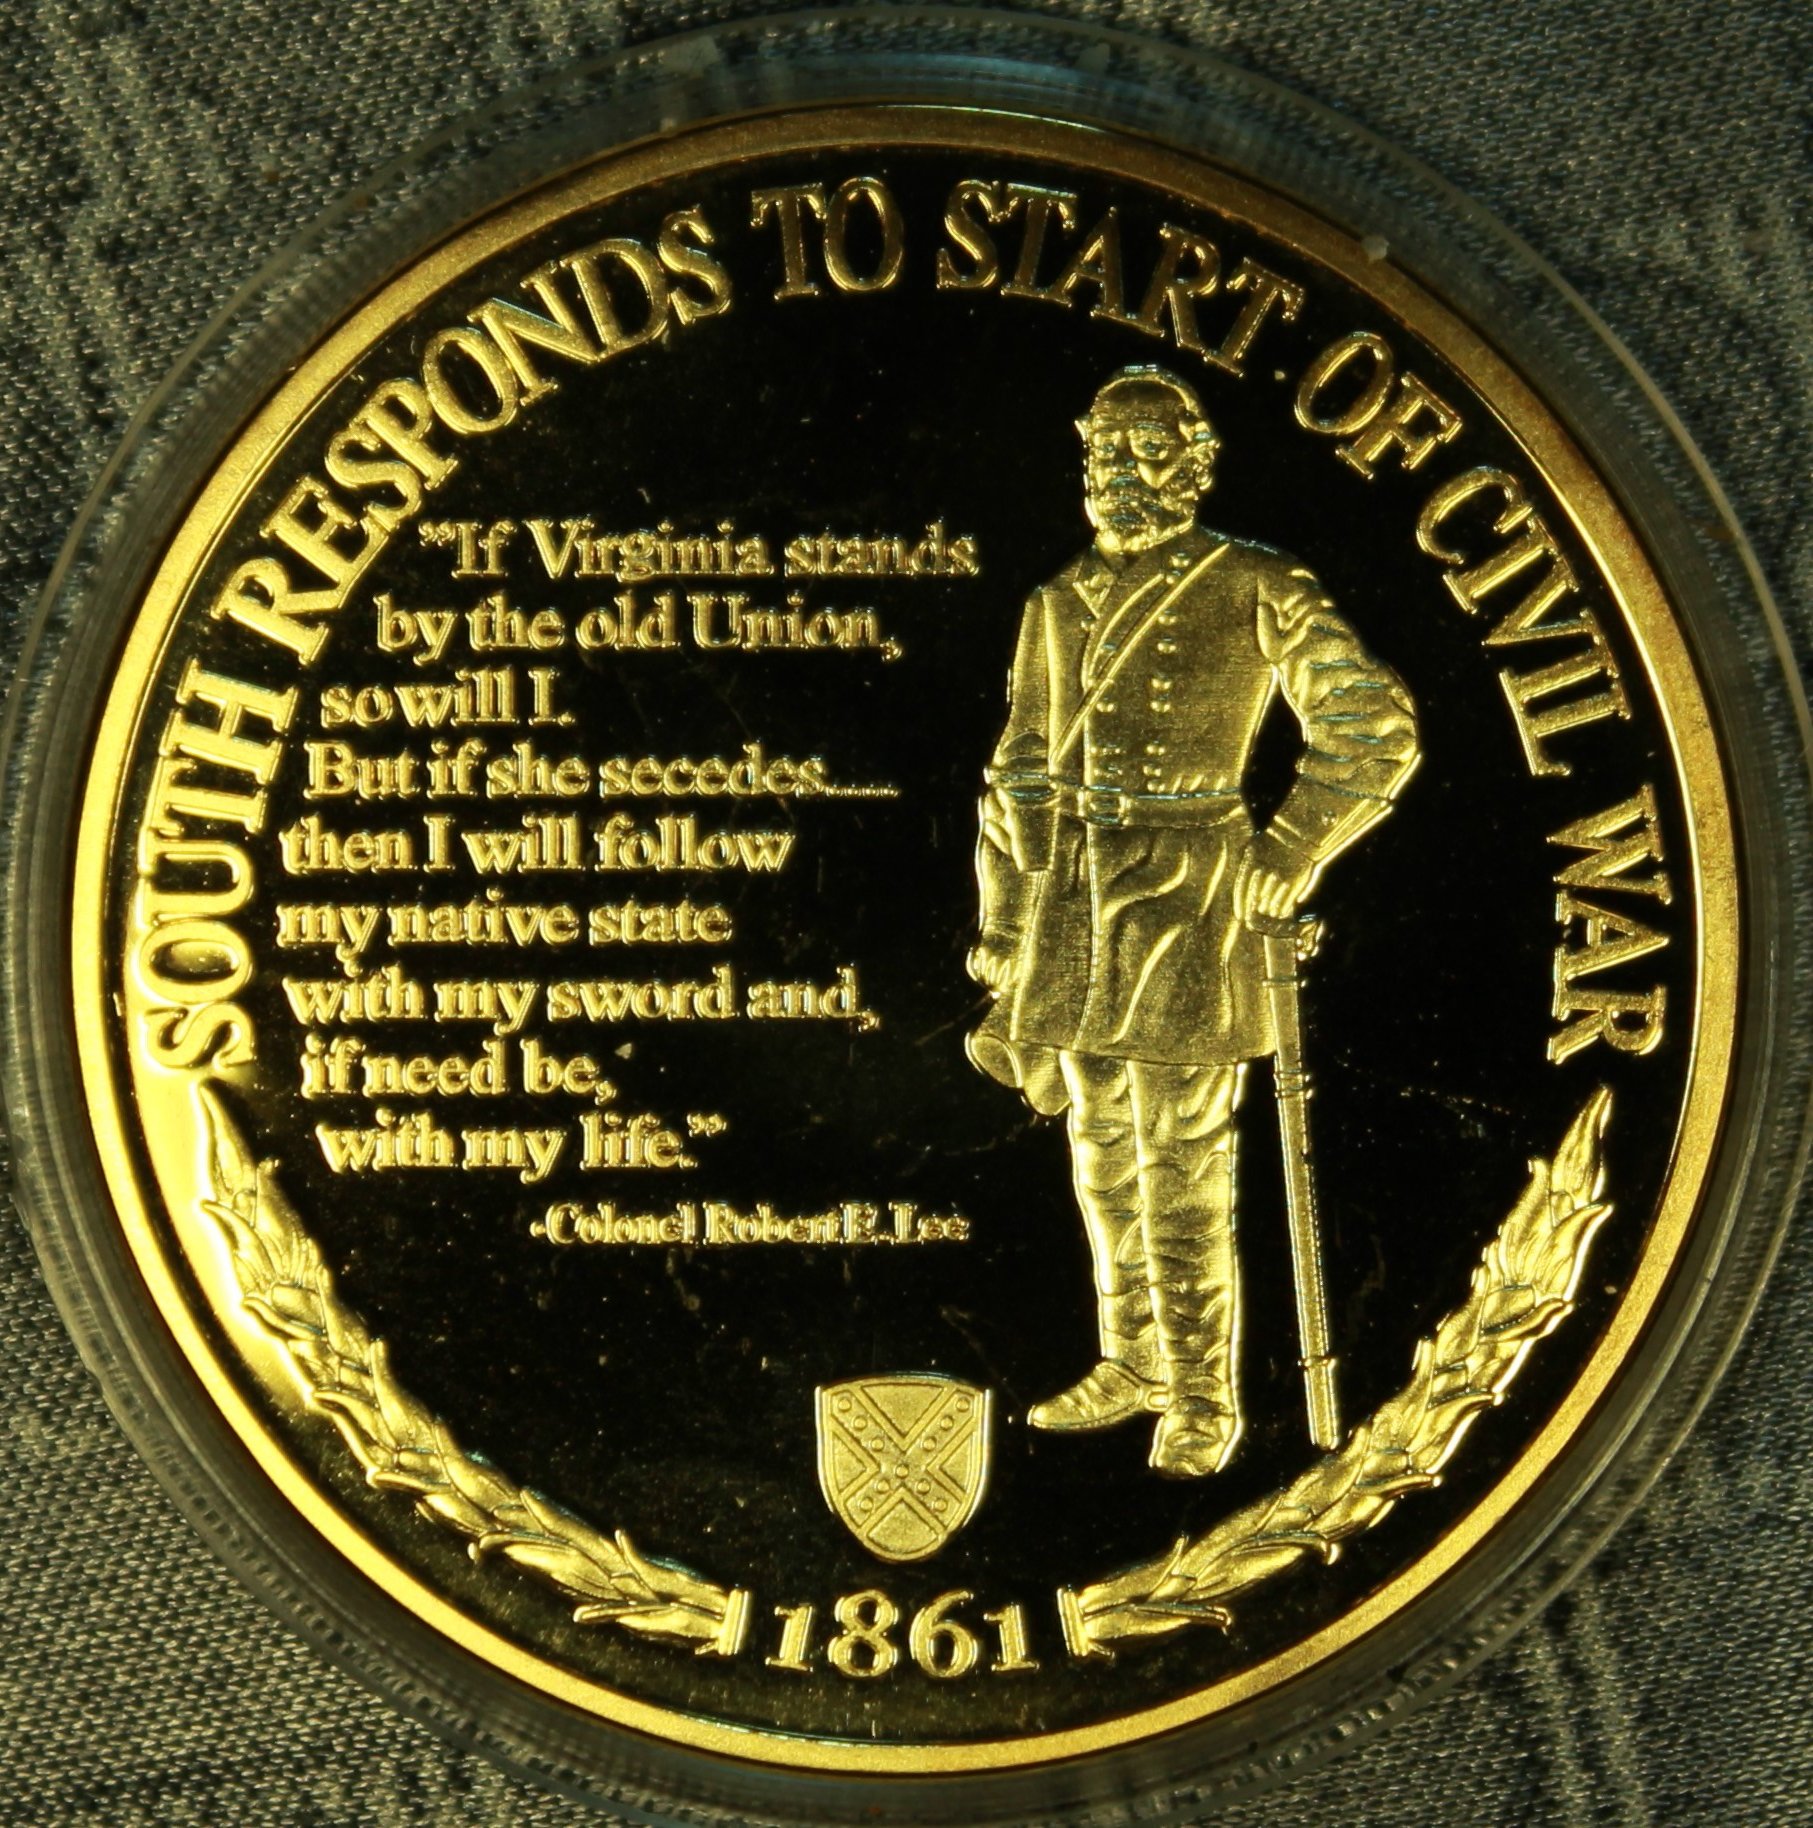 SOUTH RESPONDS TO START OF CIVIL WAR
”If Virginia stands
by the old Union,
so will I.
But if she secedes.....
then I will follow
my native state
with my sword and,
if need be,
with my life.”
-Colonel Robert E. Lee
1861